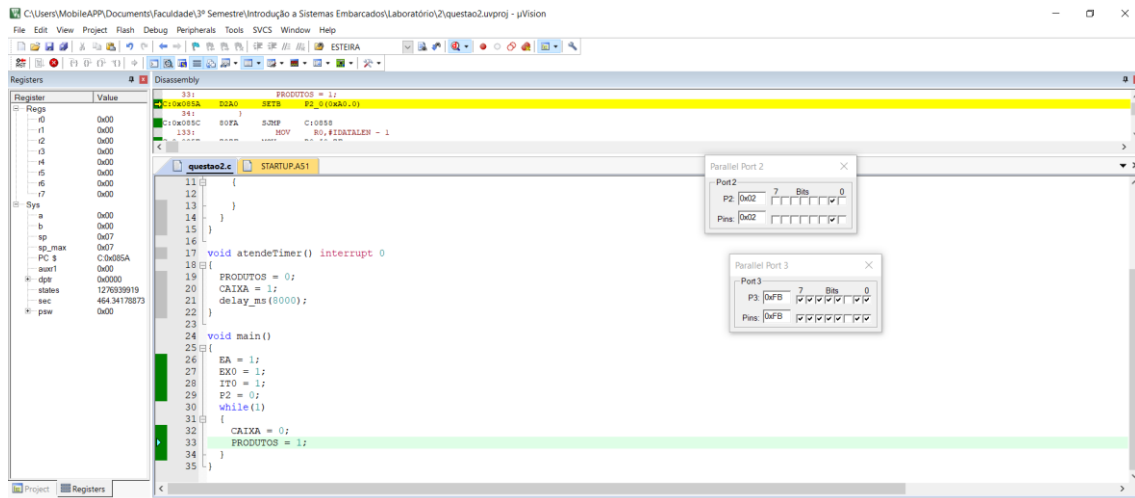 C:\Users\MobileAPP\Documents\Faculdade\3º Semestre\Introdução a Sistemas Embarcados\Laboratório\2\questao2.uvproj - µVision
File Edit View Project Flash Debug Peripherals Tools SVCS Window Help
ESTEIRA
Registers
Register Value
Regs
r0 0x00
r1 0x00
r2 0x00
r3 0x00
r4 0x00
r5 0x00
r6 0x00
r7 0x00
Sys
a 0x00
b 0x00
sp 0x07
sp_max 0x07
PC $ C:0x085A
auxr1 0x00
dptr 0x0000
states 1276939919
sec 464.34178873
psw 0x00
Project Registers
Disassembly
33: PRODUTOS = 1;
C:0x085A D2A0 SETB P2_0(0xA0.0)
34: }
C:0x085C 80FA SJMP C:0858
133: MOV R0,#IDATALEN - 1
questao2.c STARTUP.A51
11 {
12
13 }
14 }
15 }
16
17 void atendeTimer() interrupt 0
18 {
19 PRODUTOS = 0;
20 CAIXA = 1;
21 delay_ms(8000);
22 }
23
24 void main()
25 {
26 EA = 1;
27 EX0 = 1;
28 IT0 = 1;
29 P2 = 0;
30 while(1)
31 {
32 CAIXA = 0;
33 PRODUTOS = 1;
34 }
35 }
Parallel Port 2
Port2
P2: 0x02 7 Bits 0
Pins: 0x02
Parallel Port 3
Port3
P3: 0xFB 7 Bits 0
Pins: 0xFB